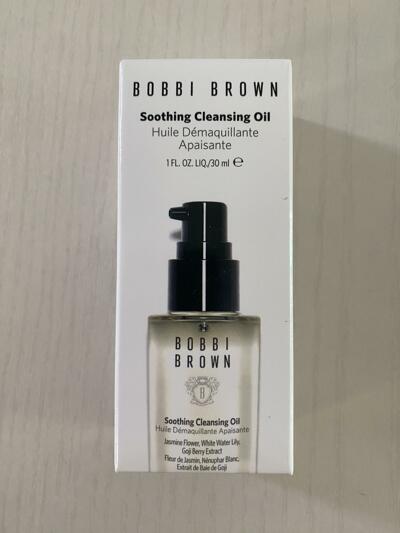 BOBBI BROWN
Soothing Cleansing Oil
Huile Démaquillante
Apaisante
1 FL. OZ. LIQ./30 ml ℮
BOBBI
BROWN
B
Soothing Cleansing Oil
Huile Démaquillante Apaisante
Jasmine Flower, White Water Lily,
Goji Berry Extract
Fleur de Jasmin, Nénuphar Blanc,
Extrait de Baie de Goji